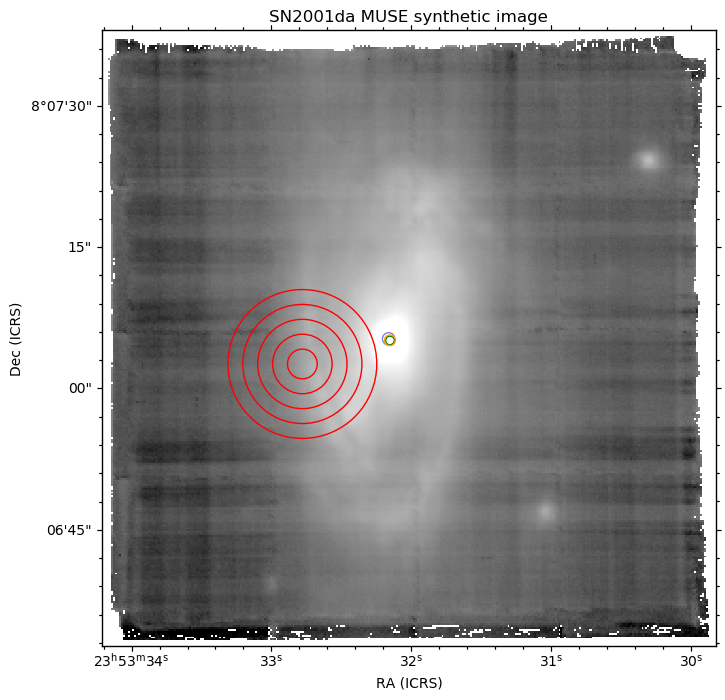 SN2001da MUSE synthetic image
8°07'30"
15"
00"
06'45"
Dec (ICRS)
23ʰ53ᵐ34ˢ
33ˢ
32ˢ
31ˢ
30ˢ
RA (ICRS)